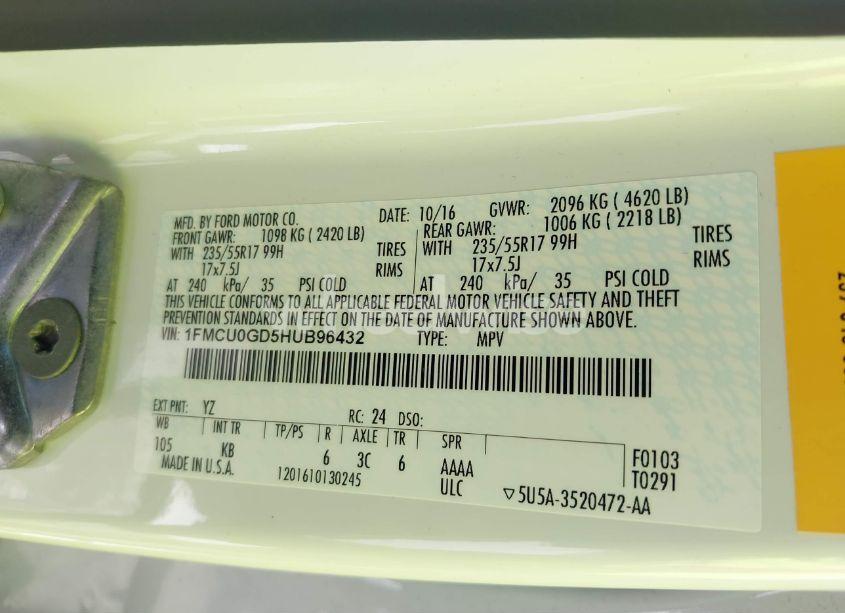 MFD. BY FORD MOTOR CO. DATE: 10/16 GVWR: 2096 KG ( 4620 LB)
FRONT GAWR: 1098 KG ( 2420 LB) REAR GAWR: 1006 KG ( 2218 LB)
WITH 235/55R17 99H TIRES WITH 235/55R17 99H TIRES
17x7.5J RIMS 17x7.5J RIMS
AT 240 kPa/ 35 PSI COLD AT 240 kPa/ 35 PSI COLD
THIS VEHICLE CONFORMS TO ALL APPLICABLE FEDERAL MOTOR VEHICLE SAFETY AND THEFT
PREVENTION STANDARDS IN EFFECT ON THE DATE OF MANUFACTURE SHOWN ABOVE.
VIN: 1FMCU0GD5HUB96432 TYPE: MPV
EXT PNT: YZ RC: 24 DSO:
WB INT TR TP/PS R AXLE TR SPR
105 KB 6 3C 6 AAAA F0103
MADE IN U.S.A. 1201610130245 ULC T0291
▽5U5A-3520472-AA